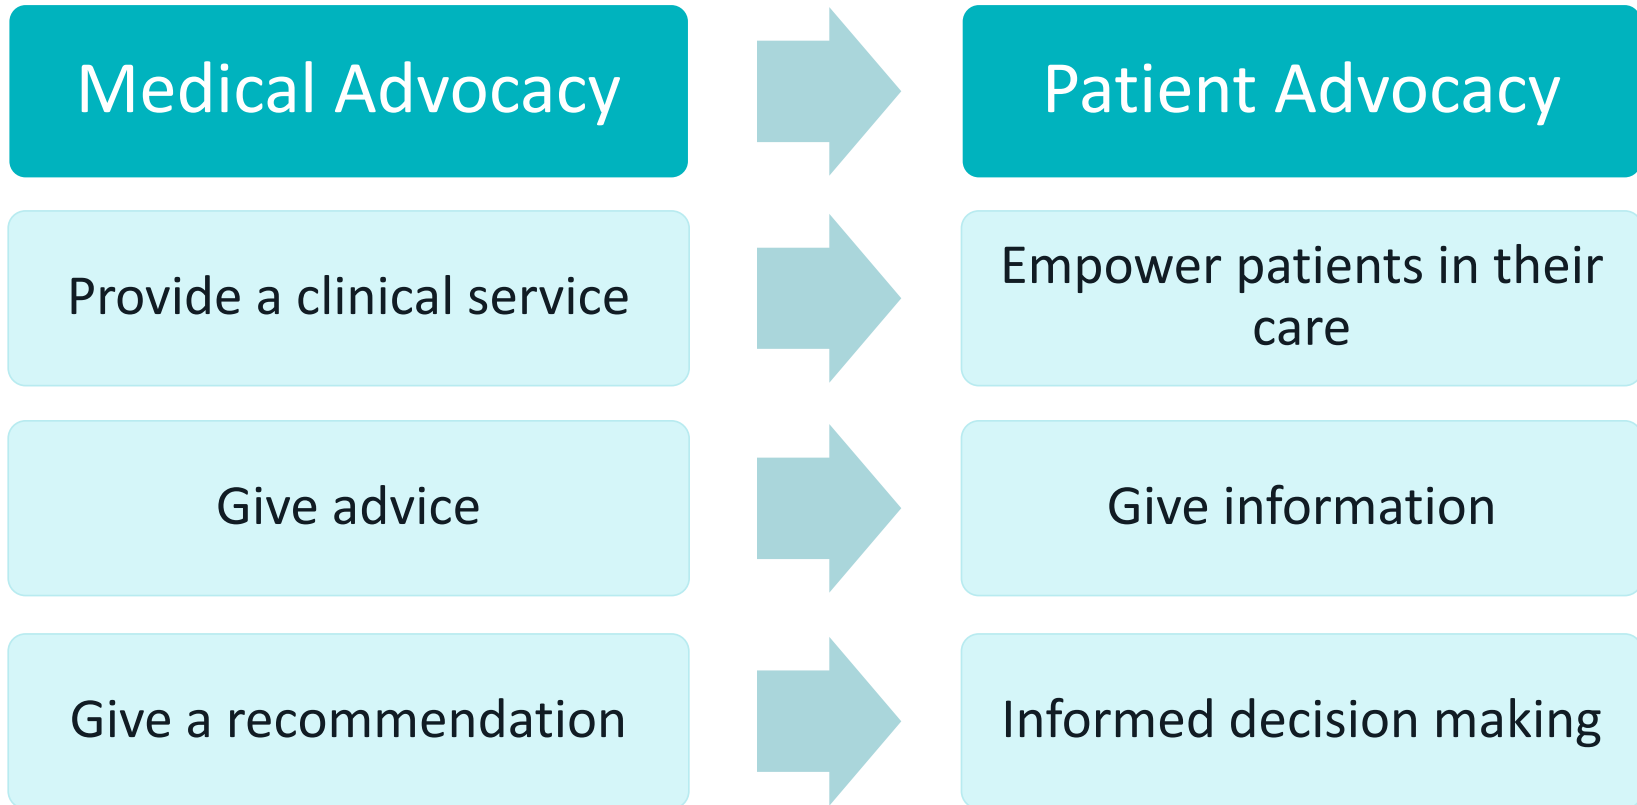 Medical Advocacy
Patient Advocacy
Provide a clinical service
Empower patients in their
care
Give advice
Give information
Give a recommendation
Informed decision making